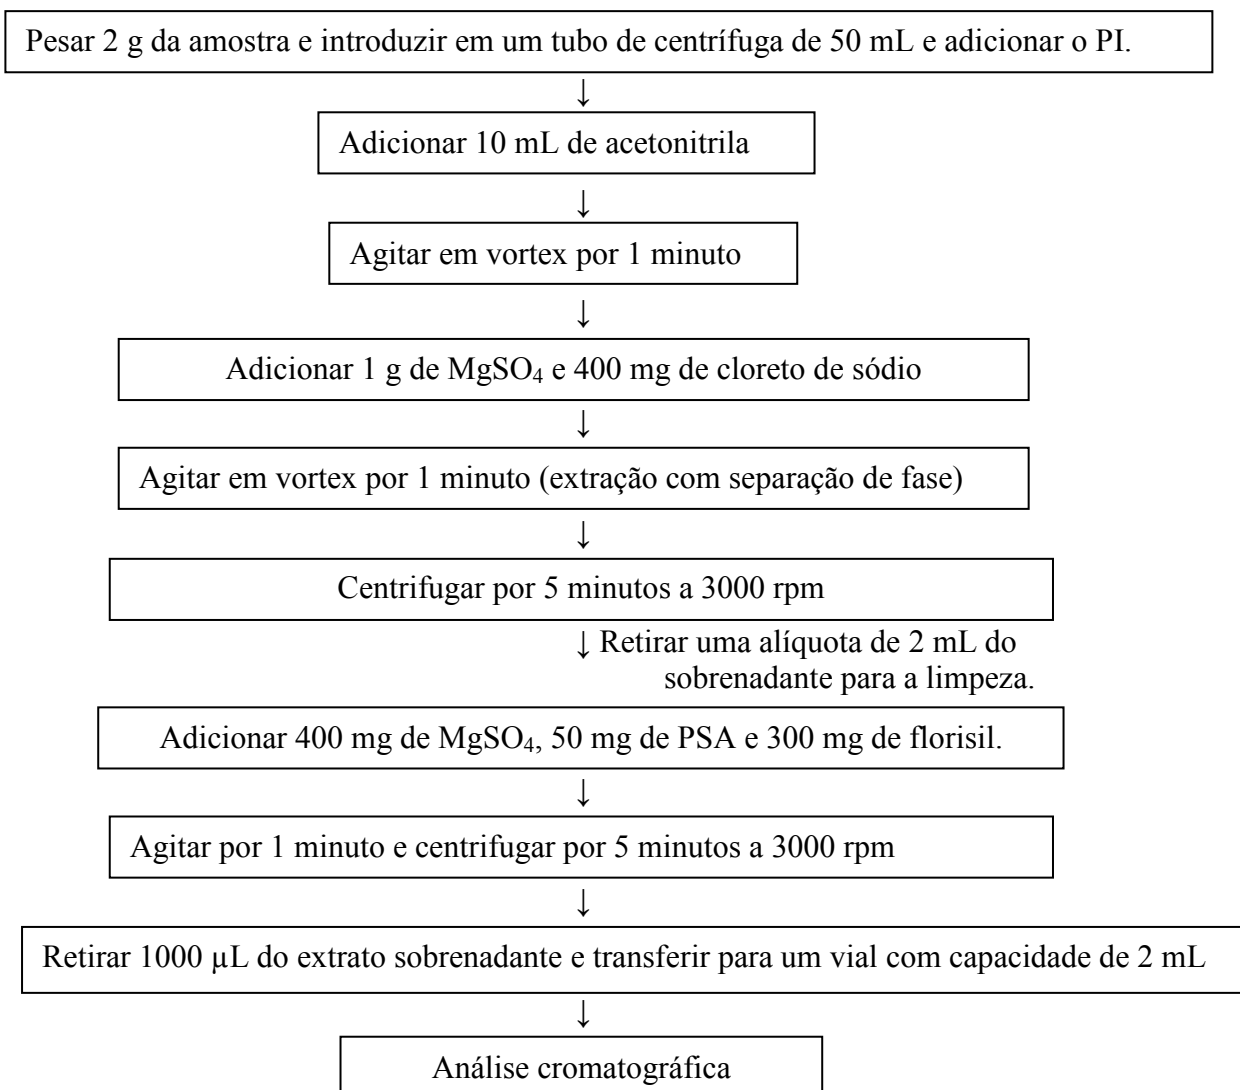 Pesar 2 g da amostra e introduzir em um tubo de centrífuga de 50 mL e adicionar o PI.
↓
Adicionar 10 mL de acetonitrila
↓
Agitar em vortex por 1 minuto
↓
Adicionar 1 g de MgSO₄ e 400 mg de cloreto de sódio
↓
Agitar em vortex por 1 minuto (extração com separação de fase)
↓
Centrifugar por 5 minutos a 3000 rpm
↓ Retirar uma alíquota de 2 mL do
sobrenadante para a limpeza.
Adicionar 400 mg de MgSO₄, 50 mg de PSA e 300 mg de florisil.
↓
Agitar por 1 minuto e centrifugar por 5 minutos a 3000 rpm
↓
Retirar 1000 µL do extrato sobrenadante e transferir para um vial com capacidade de 2 mL
↓
Análise cromatográfica